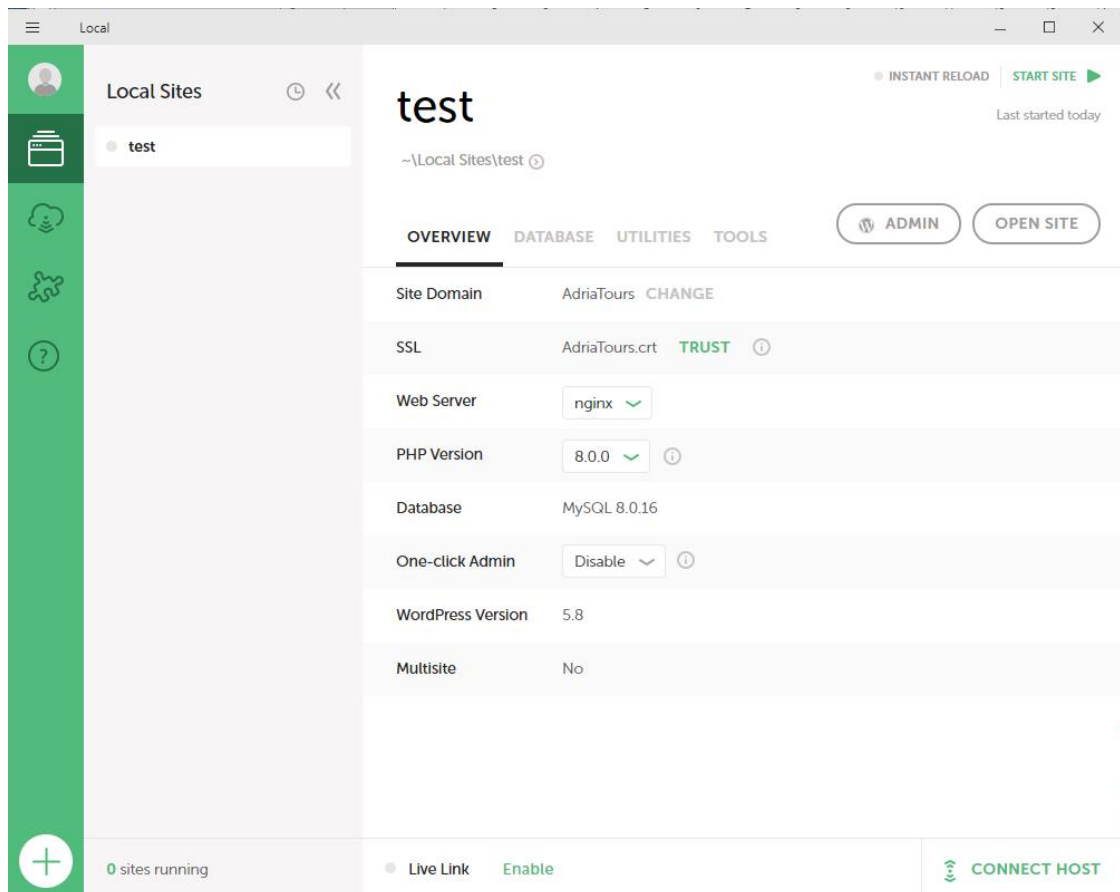 Local
Local Sites
test
0 sites running
INSTANT RELOAD START SITE
test
Last started today
~\Local Sites\test
OVERVIEW DATABASE UTILITIES TOOLS
ADMIN OPEN SITE
Site Domain AdriaTours CHANGE
SSL AdriaTours.crt TRUST
Web Server nginx
PHP Version 8.0.0
Database MySQL 8.0.16
One-click Admin Disable
WordPress Version 5.8
Multisite No
Live Link Enable
CONNECT HOST